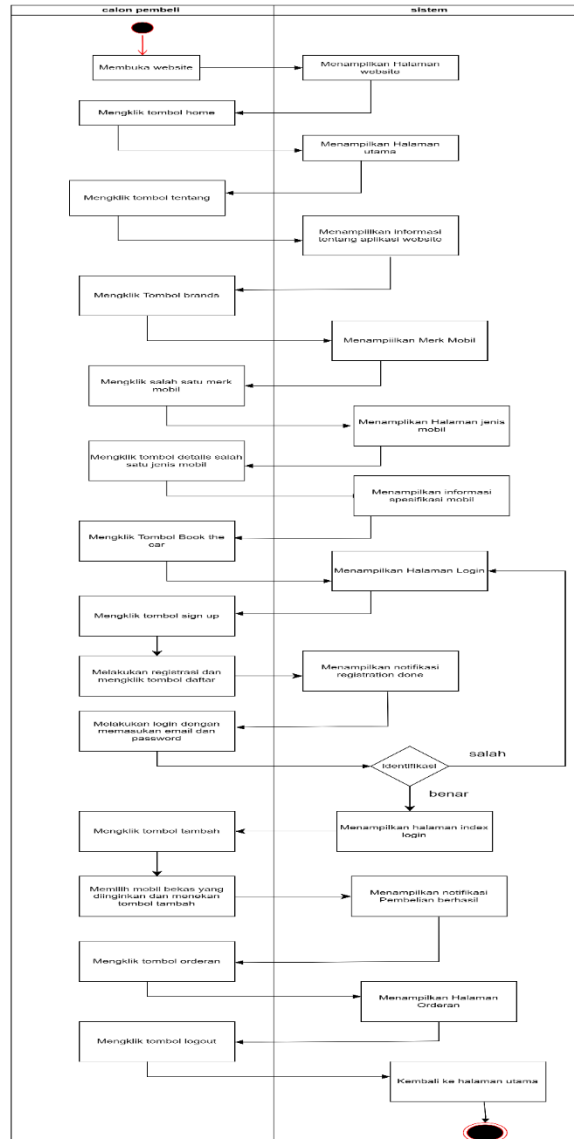 calon pembeli
sistem
Membuka website
Menampilkan Halaman
website
Mengklik tombol home
Menampilkan Halaman
utama
Mengklik tombol tentang
Menampilkan informasi
tentang aplikasi website
Mengklik Tombol brands
Menampilkan Merk Mobil
Mengklik salah satu merk
mobil
Menamplikan Halaman jenis
mobil
Mengklik tombol details salah
satu jenis mobil
Menampilkan informasi
spesifikasi mobil
Mengklik Tombol Book the
car
Menampilkan Halaman Login
Mengklik tombol sign up
Melakukan registrasi dan
mengklik tombol daftar
Menampilkan notifikasi
registration done
Melakukan login dengan
memasukan email dan
password
Identifikasi
salah
benar
Mengklik tombol tambah
Menampilkan halaman index
login
Memilih mobil bekas yang
diinginkan dan menekan
tombol tambah
Menampilkan notifikasi
Pembelian berhasil
Mengklik tombol orderan
Menampilkan Halaman
Orderan
Mengklik tombol logout
Kembali ke halaman utama